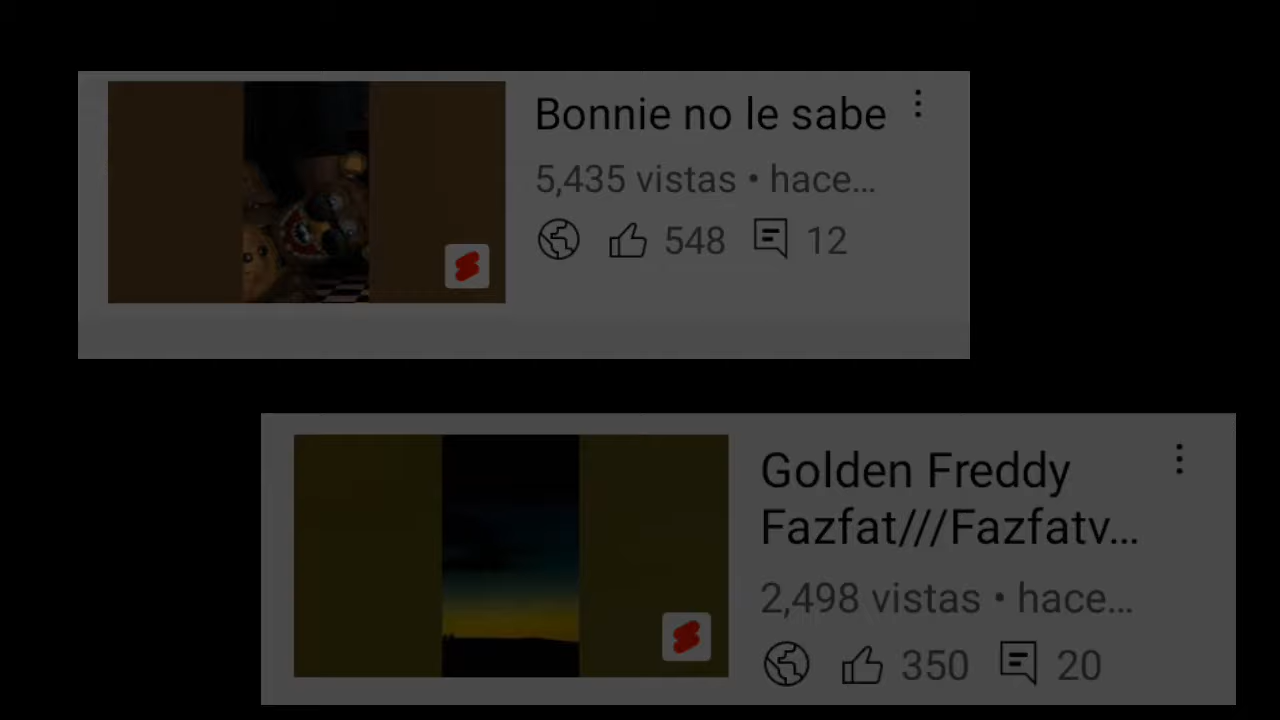 Bonnie no le sabe
5,435 vistas • hace...
548 12
Golden Freddy
Fazfat///Fazfatv...
2,498 vistas • hace...
350 20